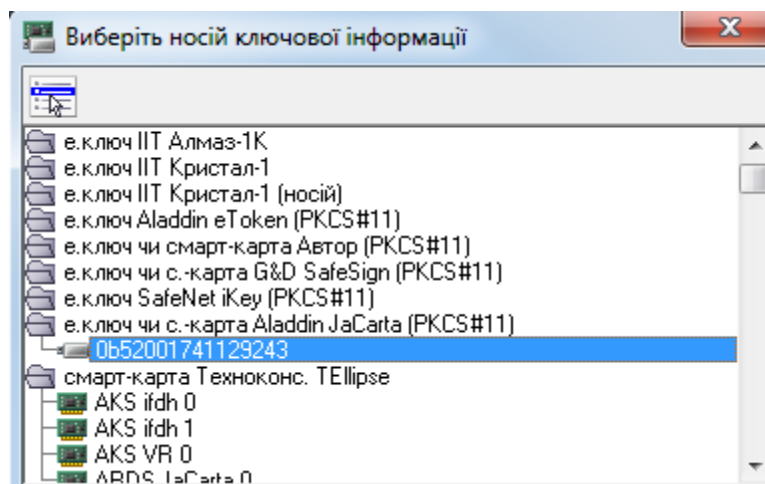 Виберіть носій ключової інформації
е.ключ ІІТ Алмаз-1К
е.ключ ІІТ Кристал-1
е.ключ ІІТ Кристал-1 (носій)
е.ключ Aladdin eToken (PKCS#11)
е.ключ чи смарт-карта Автор (PKCS#11)
е.ключ чи с.-карта G&D SafeSign (PKCS#11)
е.ключ SafeNet iKey (PKCS#11)
е.ключ чи с.-карта Aladdin JaCarta (PKCS#11)
0b52001741129243
смарт-карта Техноконс. TEllipse
AKS ifdh 0
AKS ifdh 1
AKS VR 0
ARDS JaCarta 0